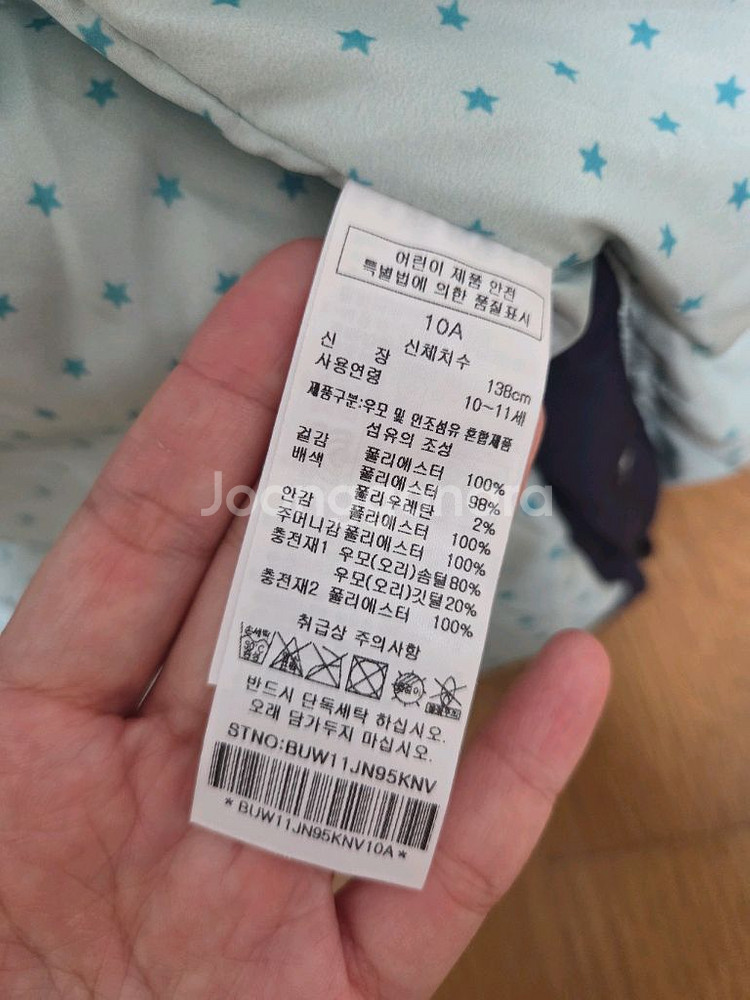 어린이 제품 안전
특별법에 의한 품질표시
10A
신체치수
신 장 138cm
사용연령 10~11세
제품구분:우모 및 인조섬유 혼합제품
섬유의 조성
겉감 폴리에스터 100%
배색 폴리에스터 98%
폴리우레탄 2%
안감 폴리에스터 100%
주머니감 폴리에스터 100%
충전재1 우모(오리)솜털 80%
우모(오리)깃털 20%
충전재2 폴리에스터 100%
취급상 주의사항
손세탁
30°C
중성
반드시 단독세탁 하십시오.
오래 담가두지 마십시오.
STNO:BUW11JN95KNV
*BUW11JN95KNV10A*